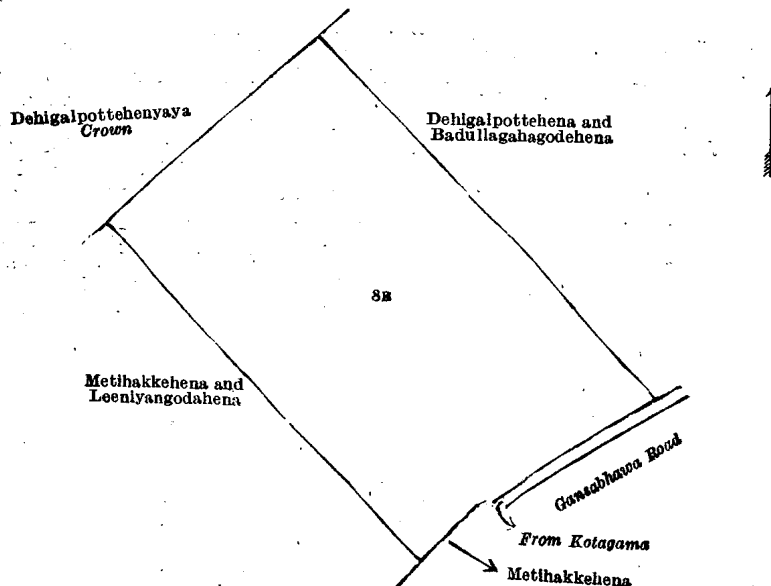 Dehigalpottehenyaya
Crown
Dehigalpottehena and
Badullagahagodehena
8B
Metihakkehena and
Leeniyangodahena
Gansabhawa Road
From Kotagama
Metihakkehena